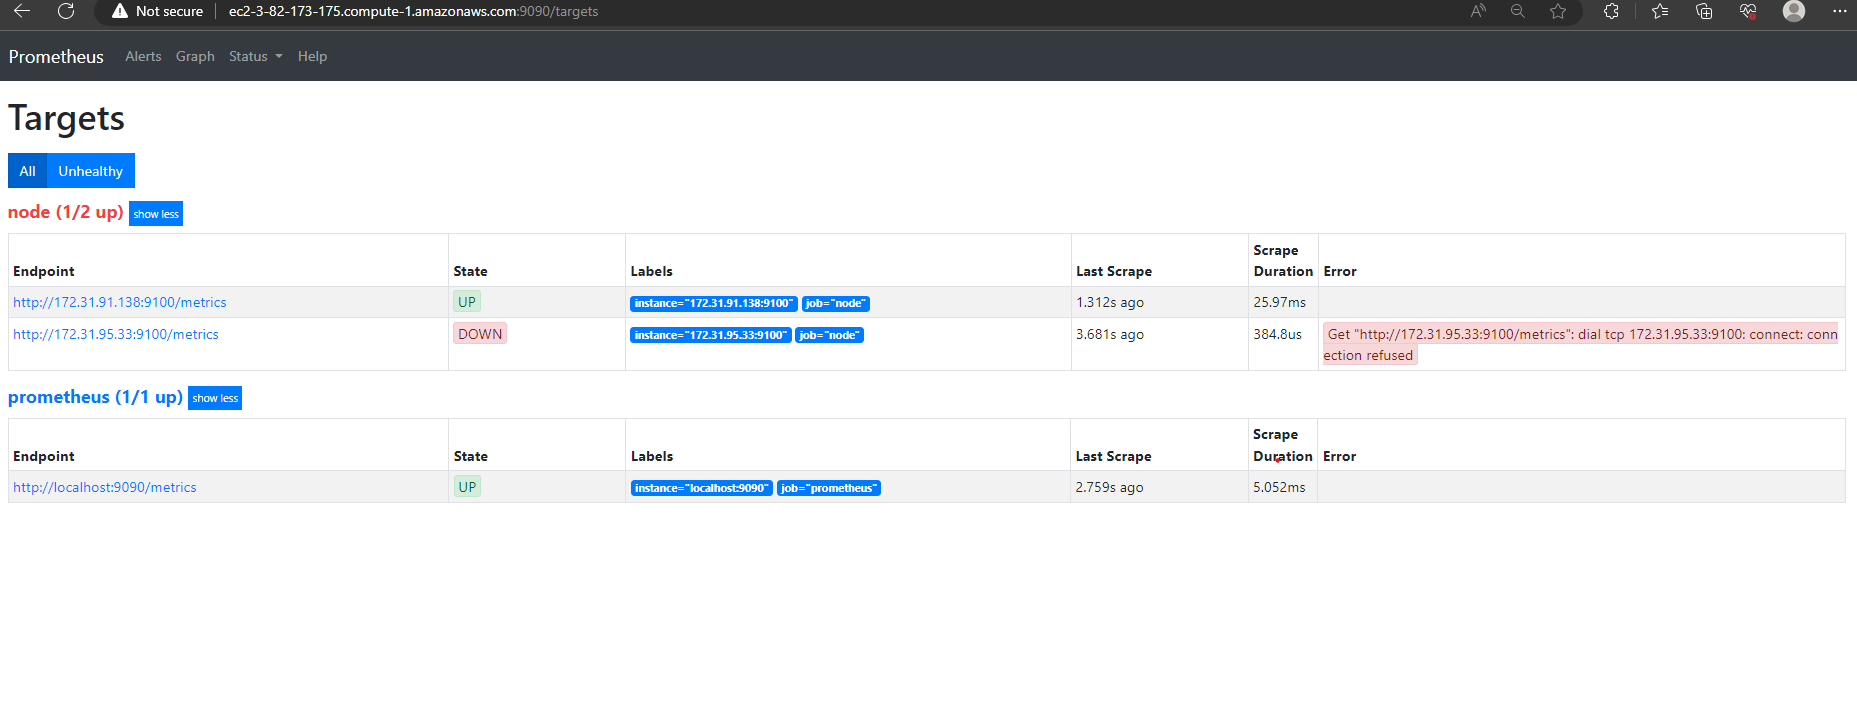 Not secure | ec2-3-82-173-175.compute-1.amazonaws.com:9090/targets
Prometheus Alerts Graph Status Help
Targets
All Unhealthy
node (1/2 up) show less
Endpoint State Labels Last Scrape Scrape Duration Error
http://172.31.91.138:9100/metrics UP instance="172.31.91.138:9100" job="node" 1.312s ago 25.97ms
http://172.31.95.33:9100/metrics DOWN instance="172.31.95.33:9100" job="node" 3.681s ago 384.8us Get "http://172.31.95.33:9100/metrics": dial tcp 172.31.95.33:9100: connect: conn
ection refused
prometheus (1/1 up) show less
Endpoint State Labels Last Scrape Scrape Duration Error
http://localhost:9090/metrics UP instance="localhost:9090" job="prometheus" 2.759s ago 5.052ms